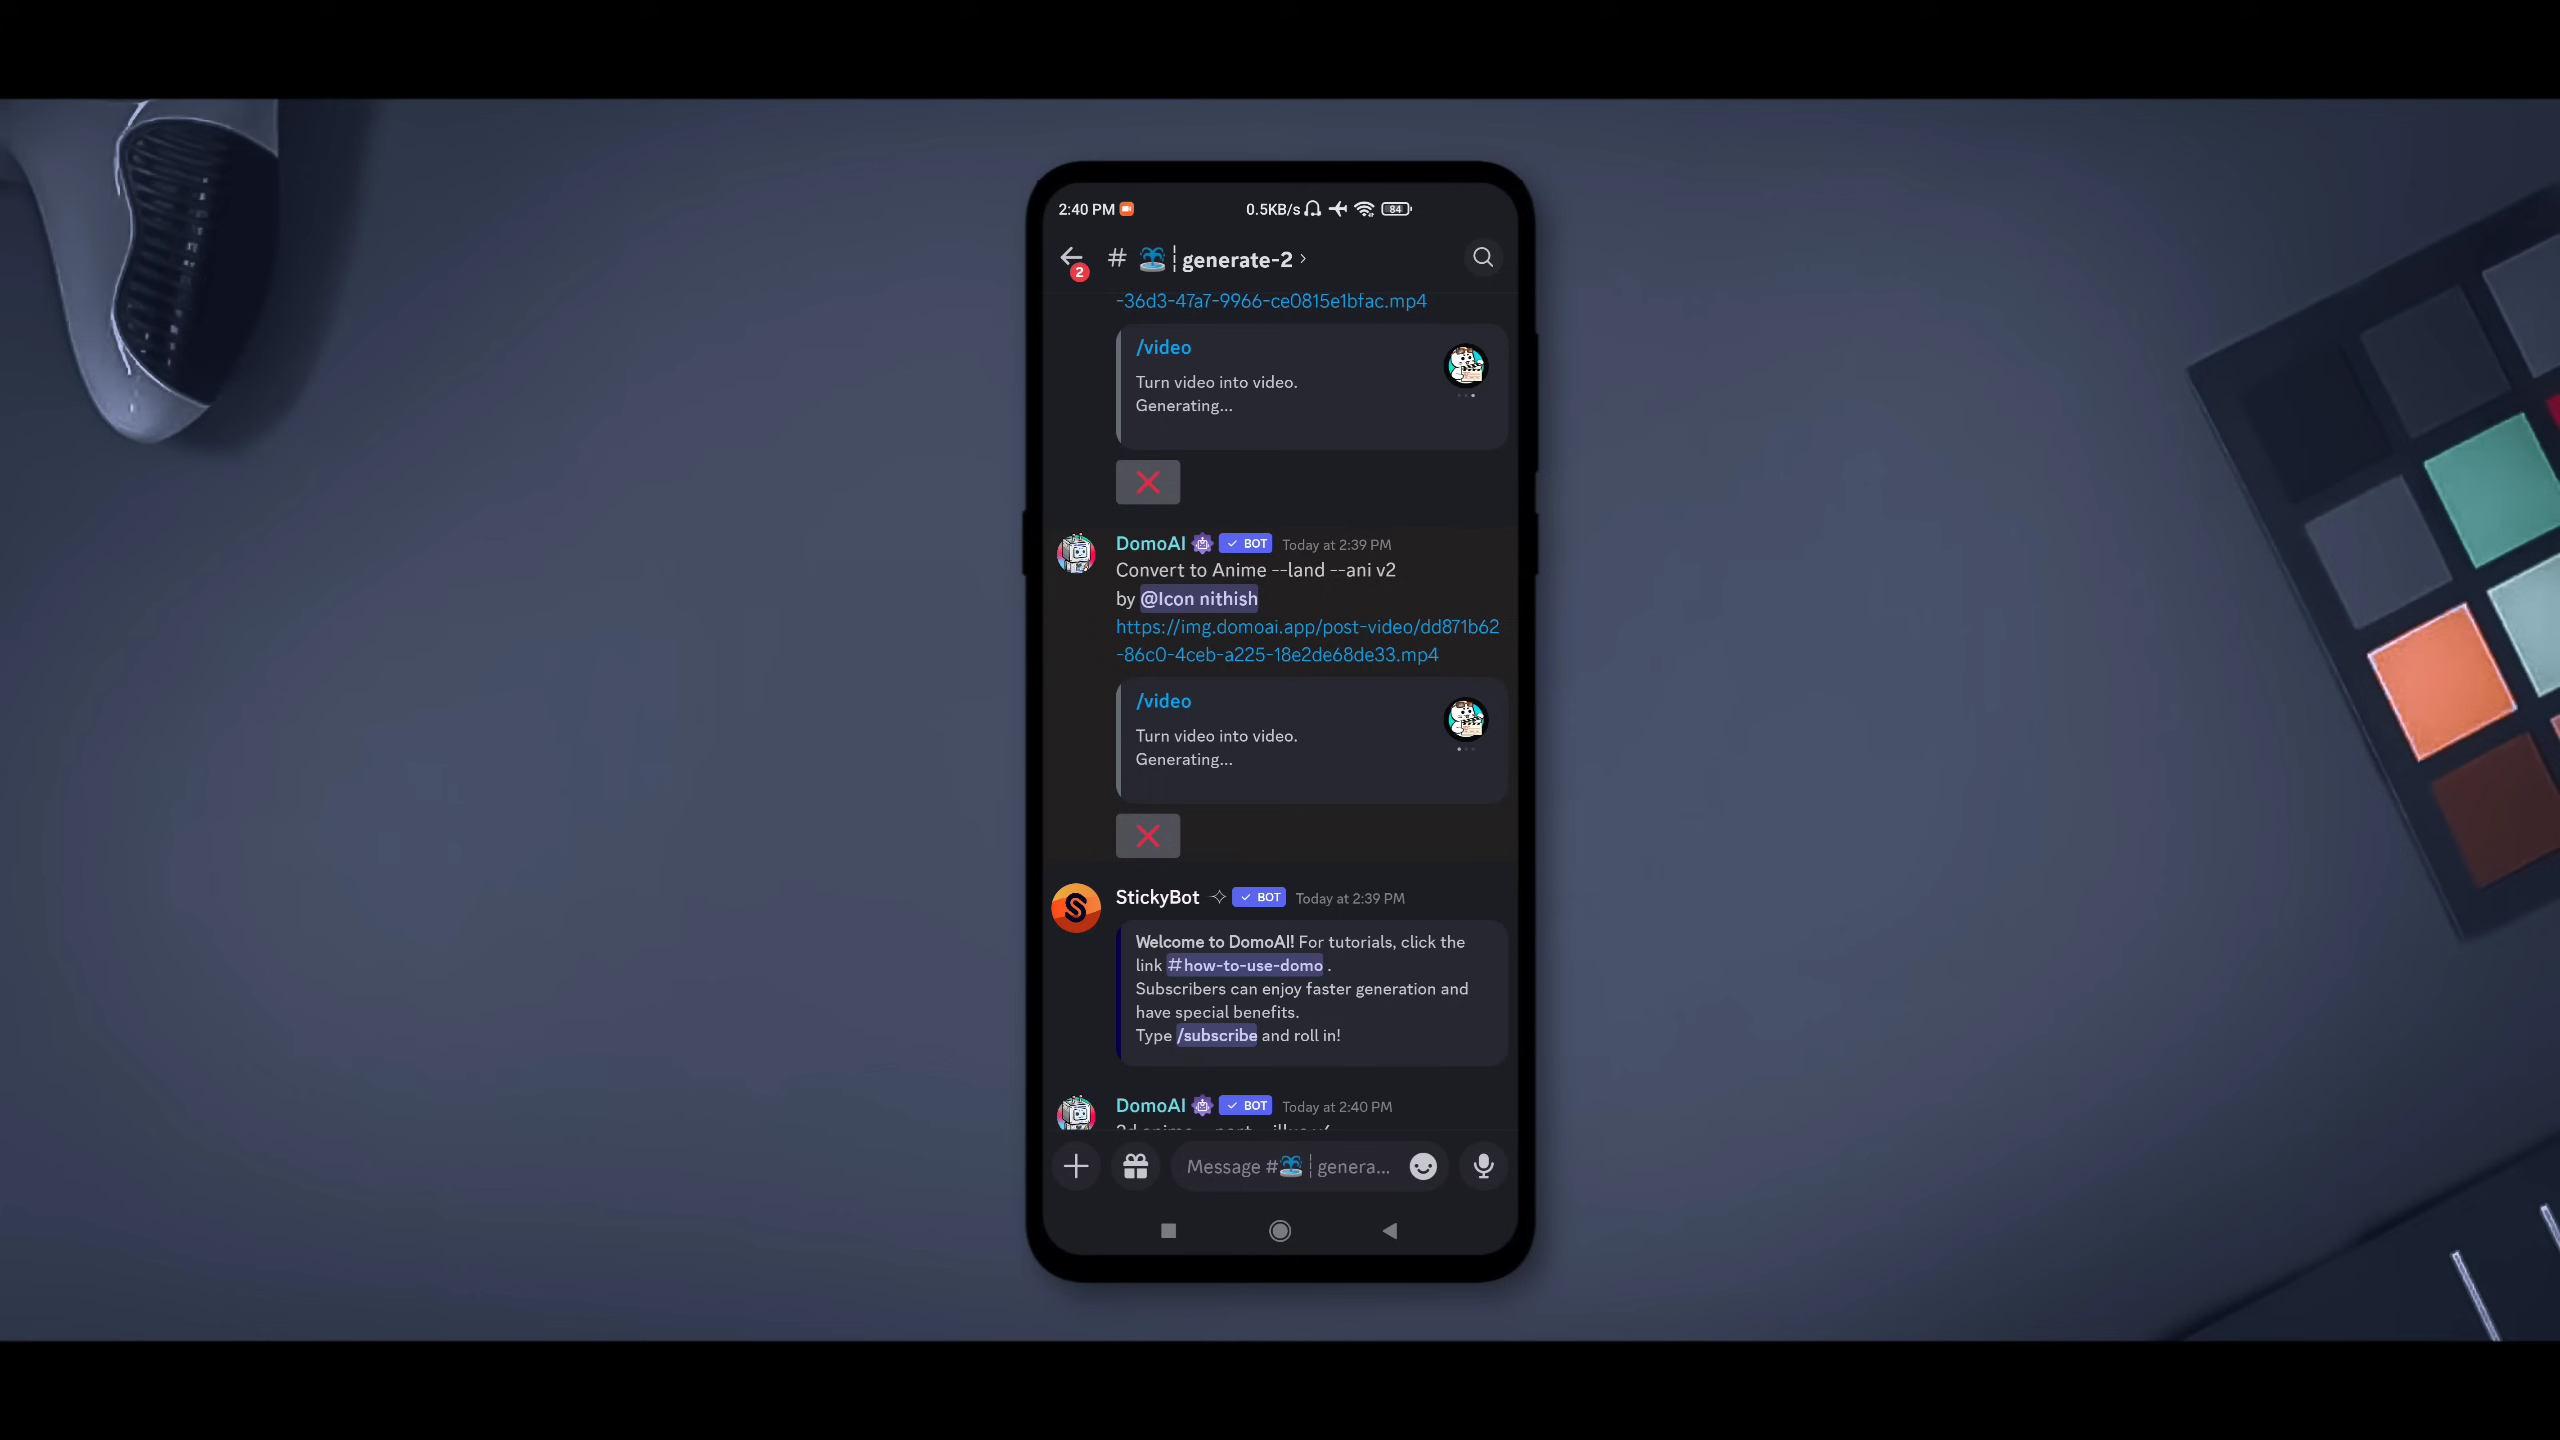 2:40 PM 0.5KB/s 84
2 # generate-2 ›
-36d3-47a7-9966-ce0815e1bfac.mp4
/video
Turn video into video.
Generating...
DomoAI BOT Today at 2:39 PM
Convert to Anime --land --ani v2
by @Icon nithish
https://img.domoai.app/post-video/dd871b62
-86c0-4ceb-a225-18e2de68de33.mp4
/video
Turn video into video.
Generating...
StickyBot BOT Today at 2:39 PM
Welcome to DomoAI! For tutorials, click the
link #how-to-use-domo .
Subscribers can enjoy faster generation and
have special benefits.
Type /subscribe and roll in!
DomoAI BOT Today at 2:40 PM
Message # genera...